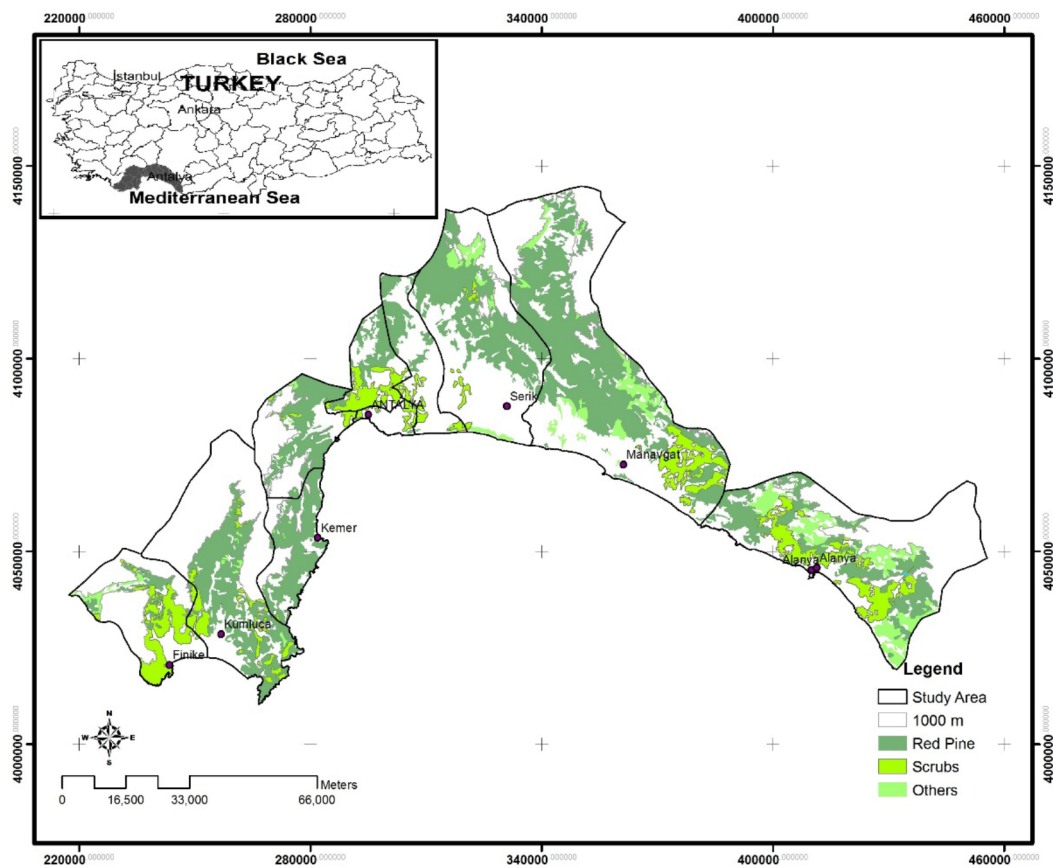 220000.000000 280000.000000 340000.000000 400000.000000 460000.000000
Black Sea
İstanbul
TURKEY
Ankara
Antalya
Mediterranean Sea
4150000.000000 4150000.000000
4100000.000000 4100000.000000
Serik
ANTALYA
Manavgat
Kemer
4050000.000000 4050000.000000
Alanya Alanya
Kumluca
Finike
Legend
Study Area
1000 m
Red Pine
Scrubs
Others
N
W E
S
4000000.000000 4000000.000000
Meters
0 16,500 33,000 66,000
220000.000000 280000.000000 340000.000000 400000.000000 460000.000000